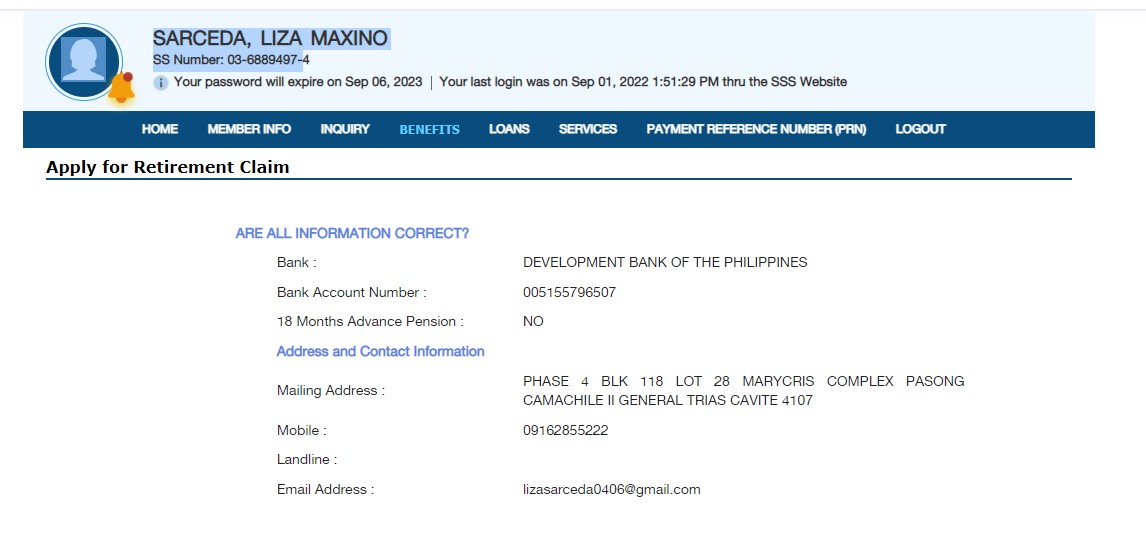 SARCEDA, LIZA MAXINO
SS Number: 03-6889497-4
i Your password will expire on Sep 06, 2023 | Your last login was on Sep 01, 2022 1:51:29 PM thru the SSS Website
HOME MEMBER INFO INQUIRY BENEFITS LOANS SERVICES PAYMENT REFERENCE NUMBER (PRN) LOGOUT
Apply for Retirement Claim
ARE ALL INFORMATION CORRECT?
Bank : DEVELOPMENT BANK OF THE PHILIPPINES
Bank Account Number : 005155796507
18 Months Advance Pension : NO
Address and Contact Information
Mailing Address : PHASE 4 BLK 118 LOT 28 MARYCRIS COMPLEX PASONG
CAMACHILE II GENERAL TRIAS CAVITE 4107
Mobile : 09162855222
Landline :
Email Address : lizasarceda0406@gmail.com